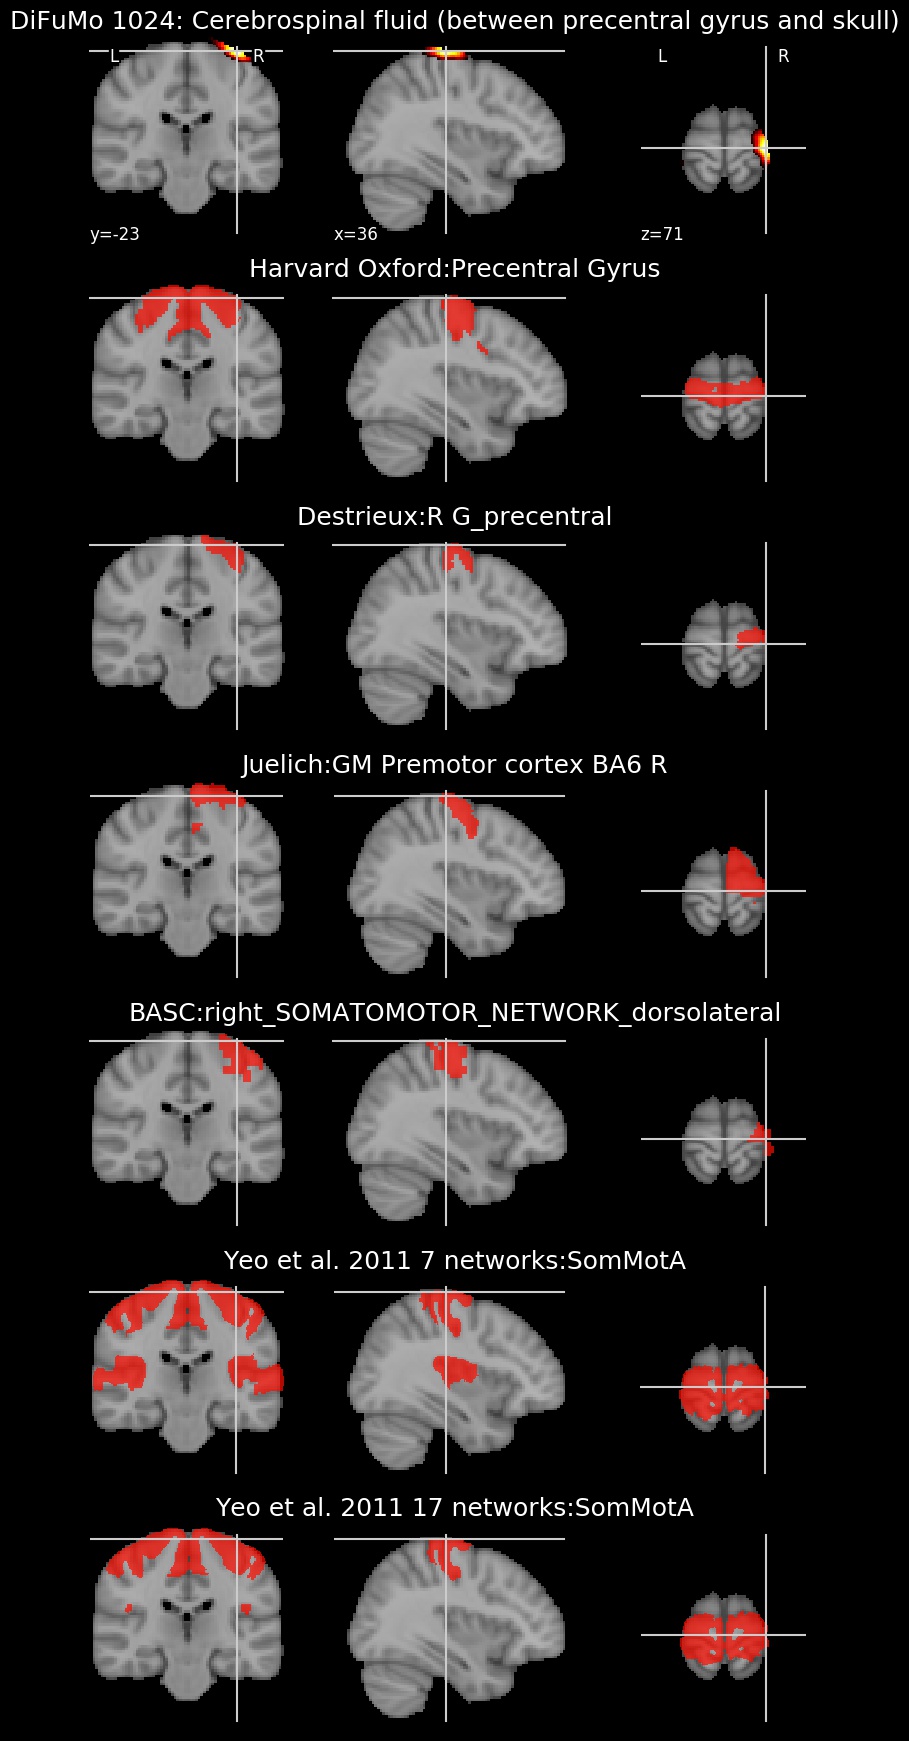 DiFuMo 1024: Cerebrospinal fluid (between precentral gyrus and skull)
L R L R
y=-23 x=36 z=71
Harvard Oxford:Precentral Gyrus
Destrieux:R G_precentral
Juelich:GM Premotor cortex BA6 R
BASC:right_SOMATOMOTOR_NETWORK_dorsolateral
Yeo et al. 2011 7 networks:SomMotA
Yeo et al. 2011 17 networks:SomMotA